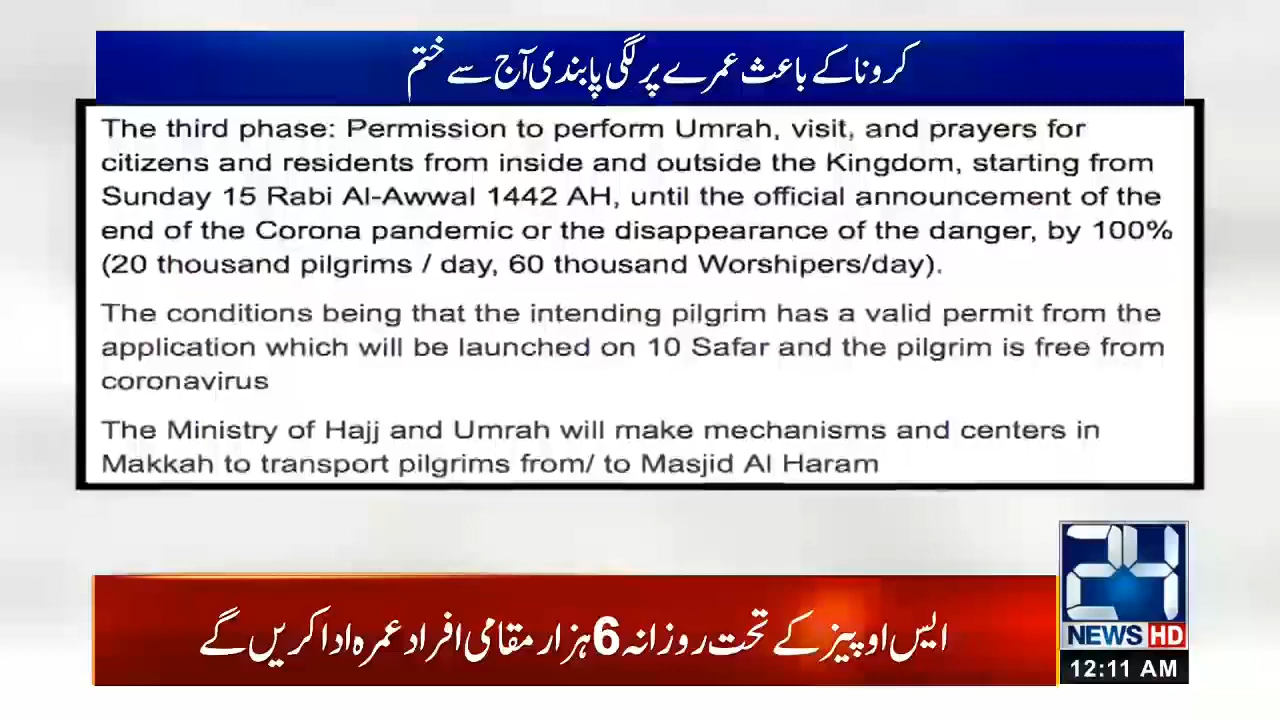 کرونا کے باعث عمرے پر لگی پابندی آج سے ختم
The third phase: Permission to perform Umrah, visit, and prayers for
citizens and residents from inside and outside the Kingdom, starting from
Sunday 15 Rabi Al-Awwal 1442 AH, until the official announcement of the
end of the Corona pandemic or the disappearance of the danger, by 100%
(20 thousand pilgrims / day, 60 thousand Worshipers/day).
The conditions being that the intending pilgrim has a valid permit from the
application which will be launched on 10 Safar and the pilgrim is free from
coronavirus
The Ministry of Hajj and Umrah will make mechanisms and centers in
Makkah to transport pilgrims from/ to Masjid Al Haram
ایس او پیز کے تحت روزانہ 6 ہزار مقامی افراد عمرہ ادا کریں گے
24
NEWS HD
12:11 AM